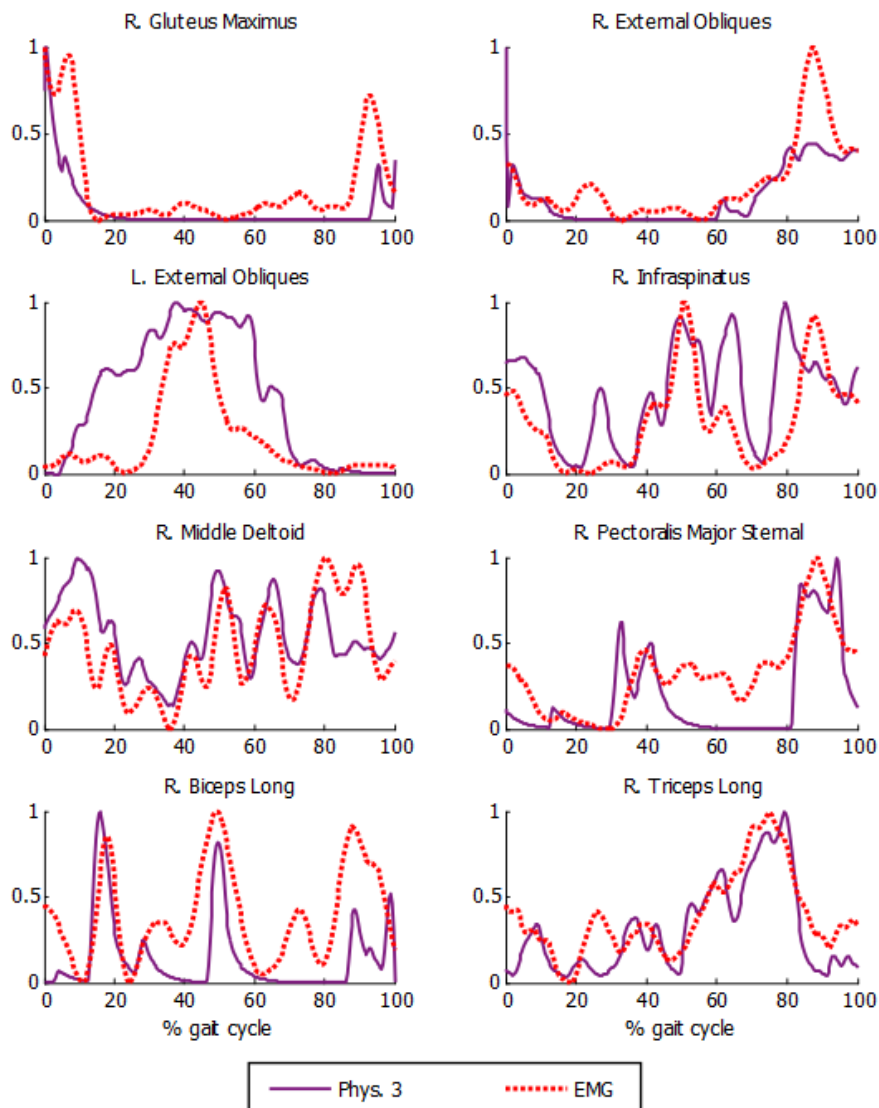 R. Gluteus Maximus
R. External Obliques
1
0.5
0
0 20 40 60 80 100
1
0.5
0
0 20 40 60 80 100
L. External Obliques
R. Infraspinatus
1
0.5
0
0 20 40 60 80 100
1
0.5
0
0 20 40 60 80 100
R. Middle Deltoid
R. Pectoralis Major Sternal
1
0.5
0
0 20 40 60 80 100
1
0.5
0
0 20 40 60 80 100
R. Biceps Long
R. Triceps Long
1
0.5
0
0 20 40 60 80 100
1
0.5
0
0 20 40 60 80 100
% gait cycle
% gait cycle
Phys. 3
EMG